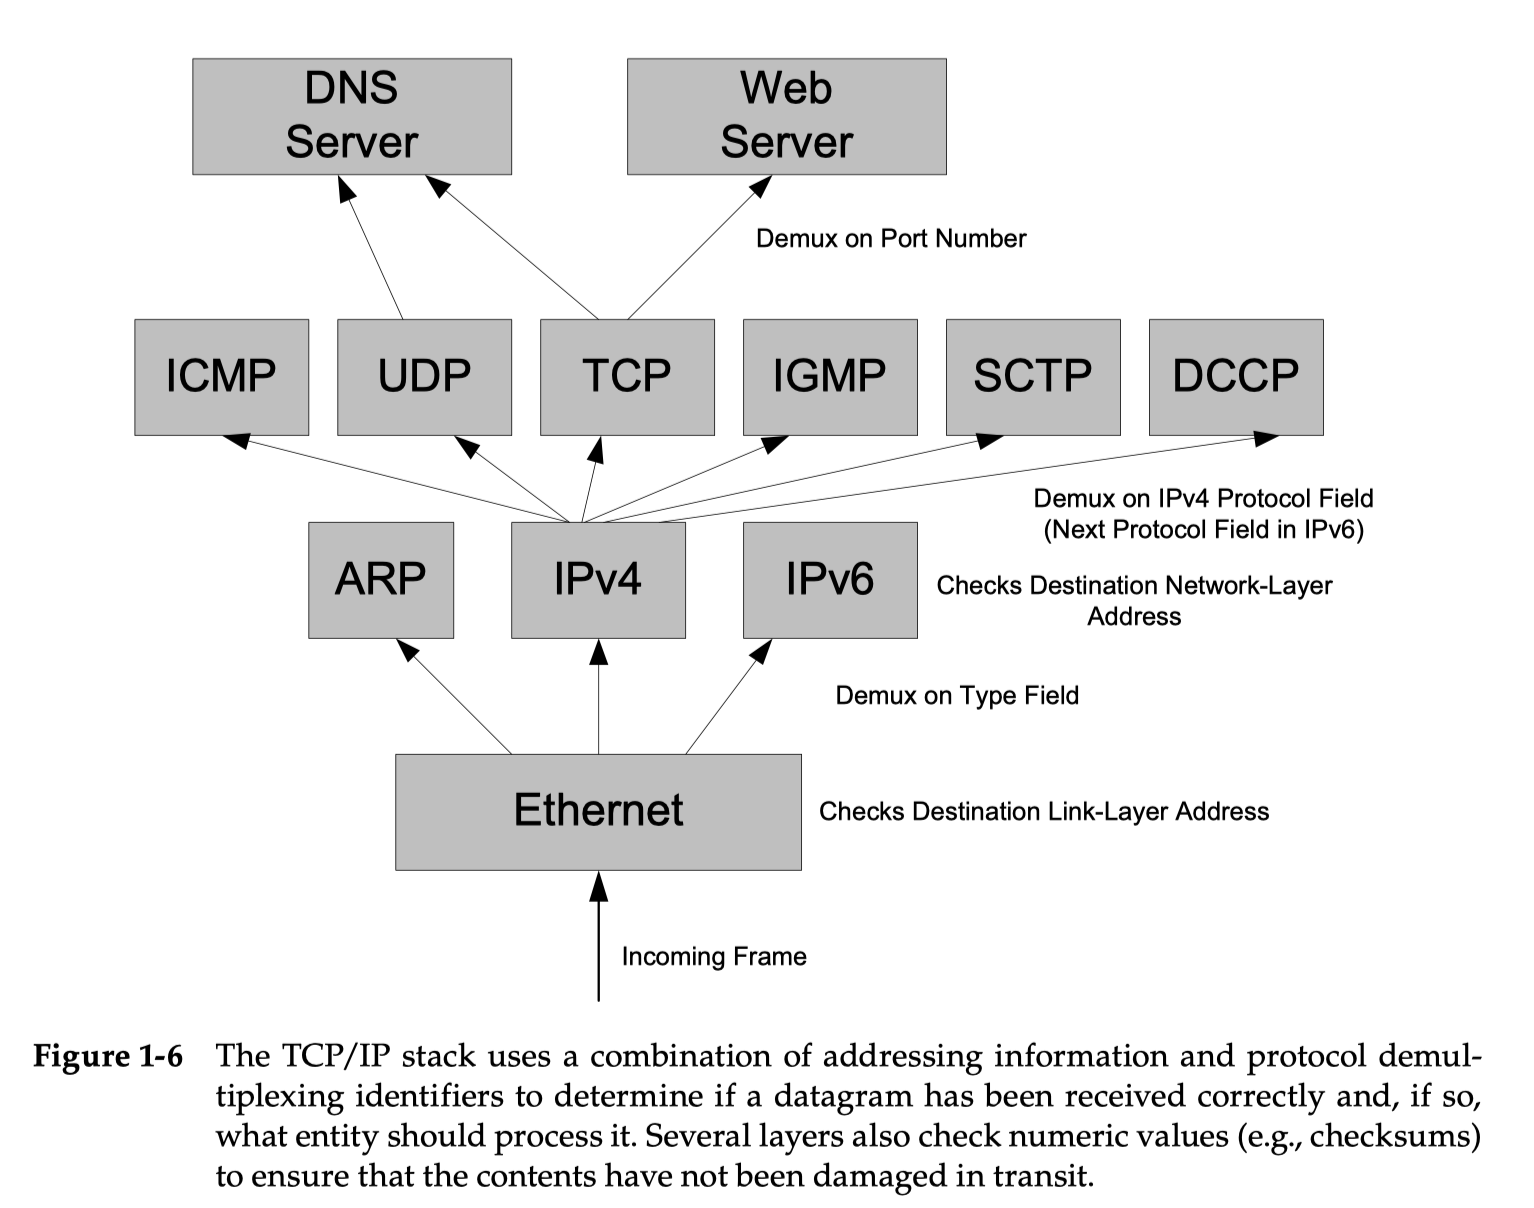 DNS
Server
Web
Server
Demux on Port Number
ICMP
UDP
TCP
IGMP
SCTP
DCCP
Demux on IPv4 Protocol Field
(Next Protocol Field in IPv6)
ARP
IPv4
IPv6
Checks Destination Network-Layer
Address
Demux on Type Field
Ethernet
Checks Destination Link-Layer Address
Incoming Frame
Figure 1-6 The TCP/IP stack uses a combination of addressing information and protocol demul-
tiplexing identifiers to determine if a datagram has been received correctly and, if so,
what entity should process it. Several layers also check numeric values (e.g., checksums)
to ensure that the contents have not been damaged in transit.